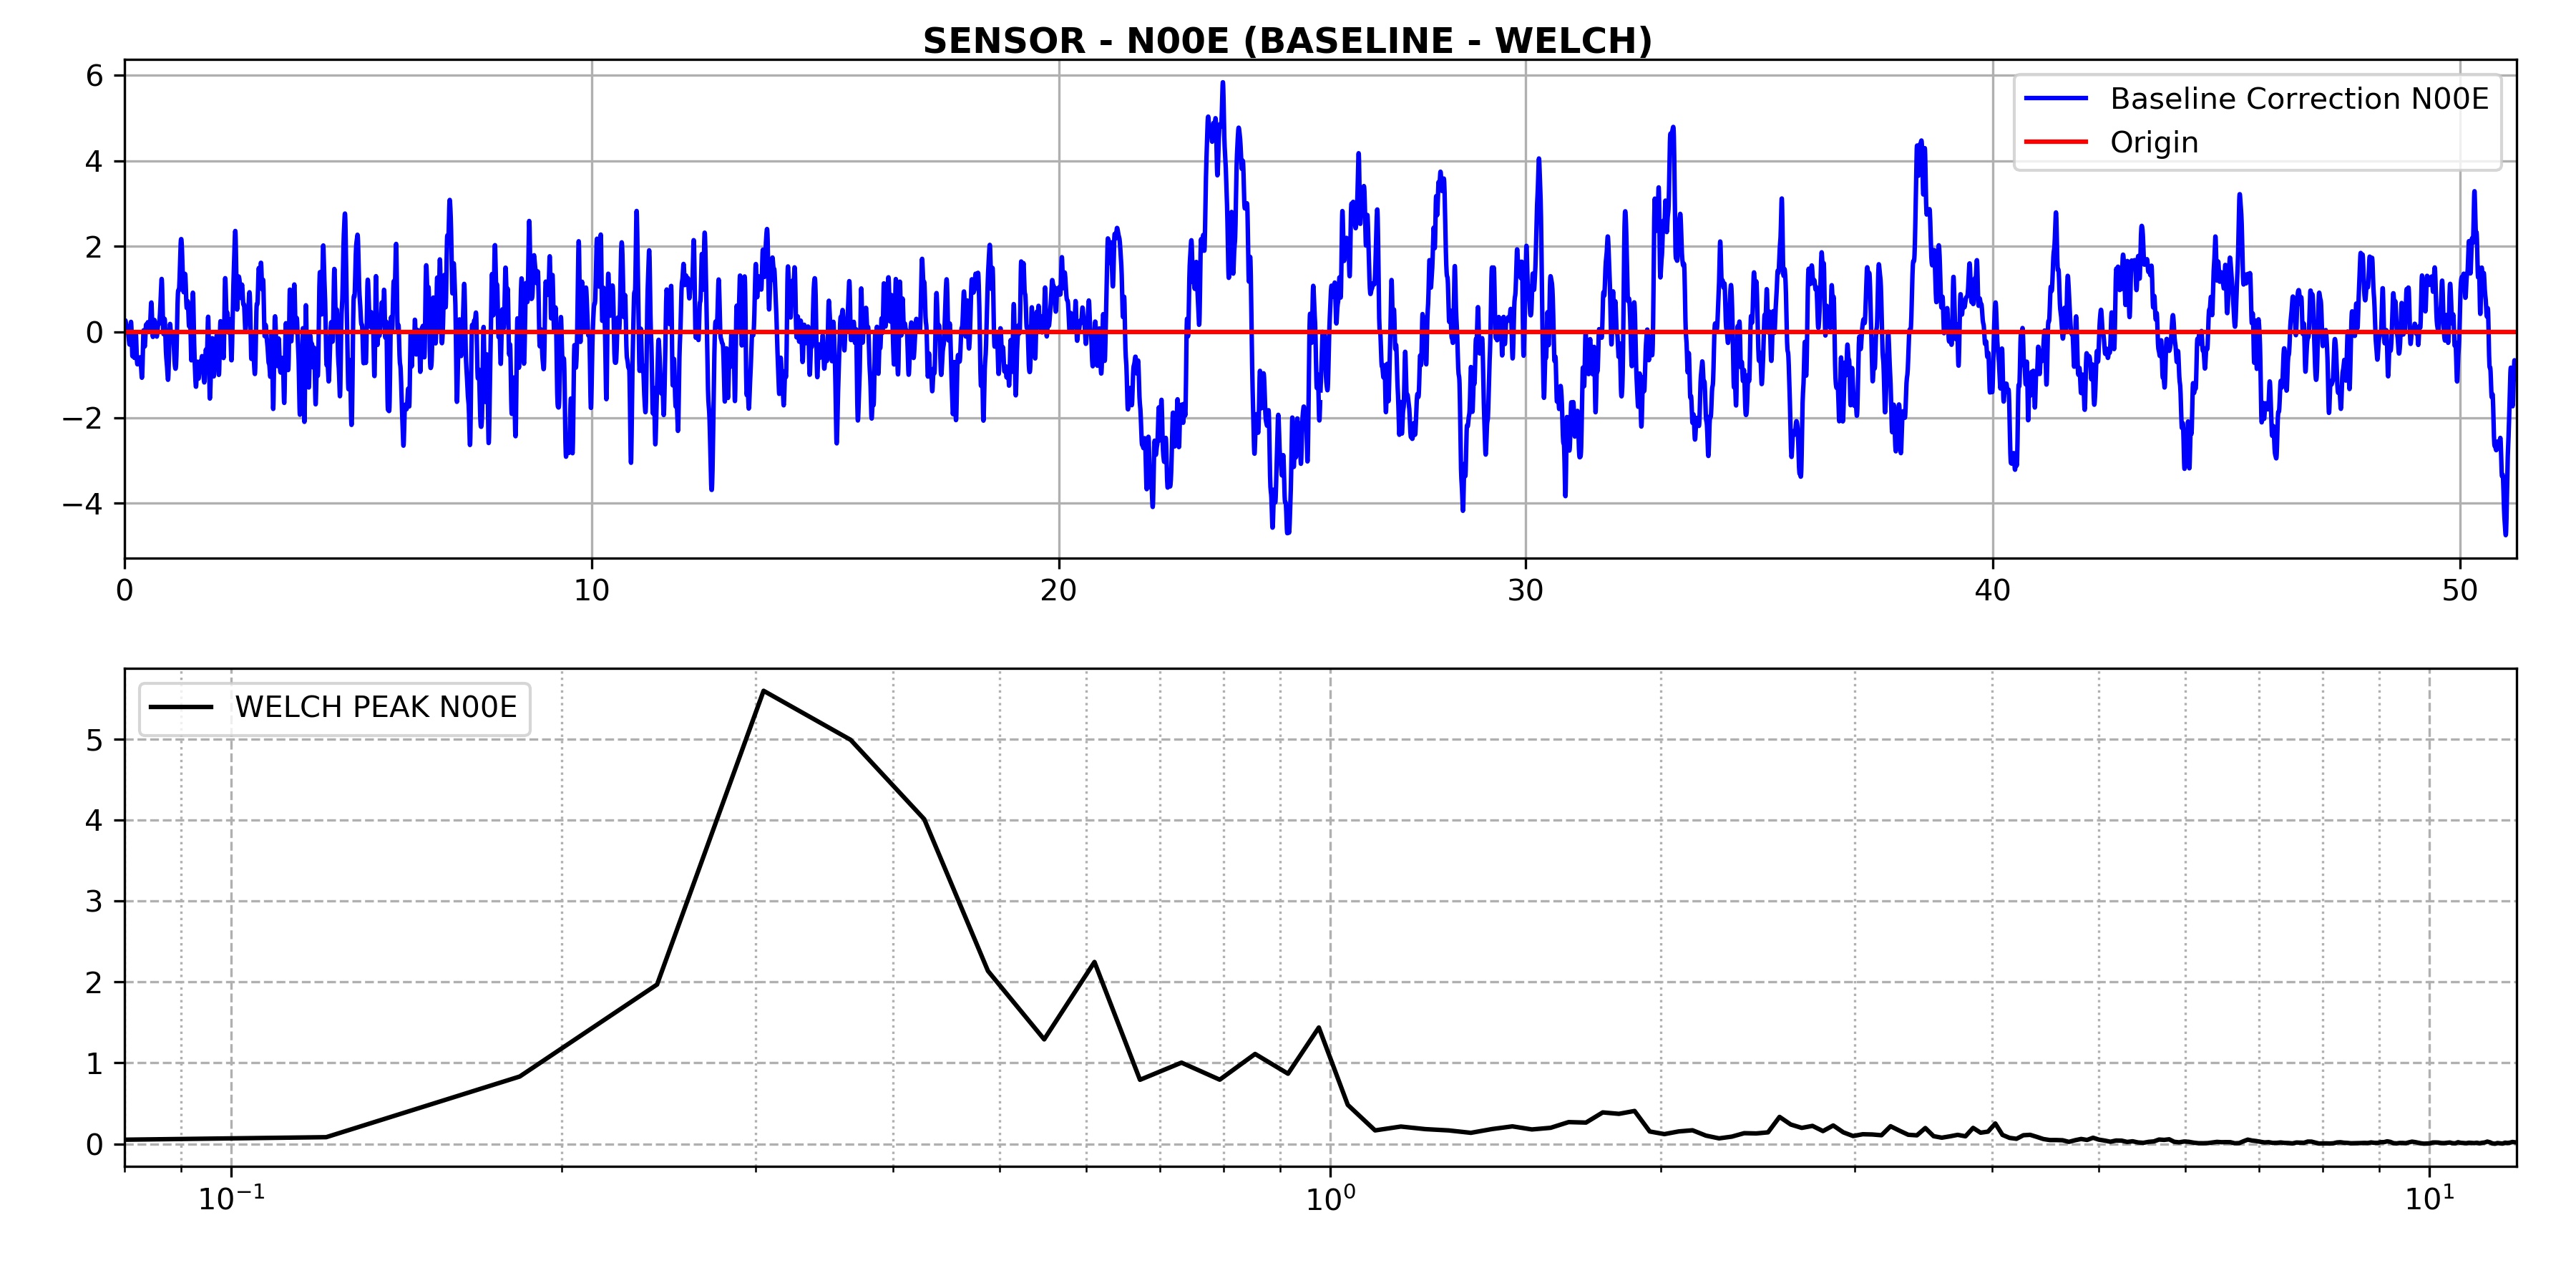 SENSOR - N00E (BASELINE - WELCH)
6
4
2
0
−2
−4
Baseline Correction N00E
Origin
0 10 20 30 40 50
WELCH PEAK N00E
5
4
3
2
1
0
10⁻¹ 10⁰ 10¹